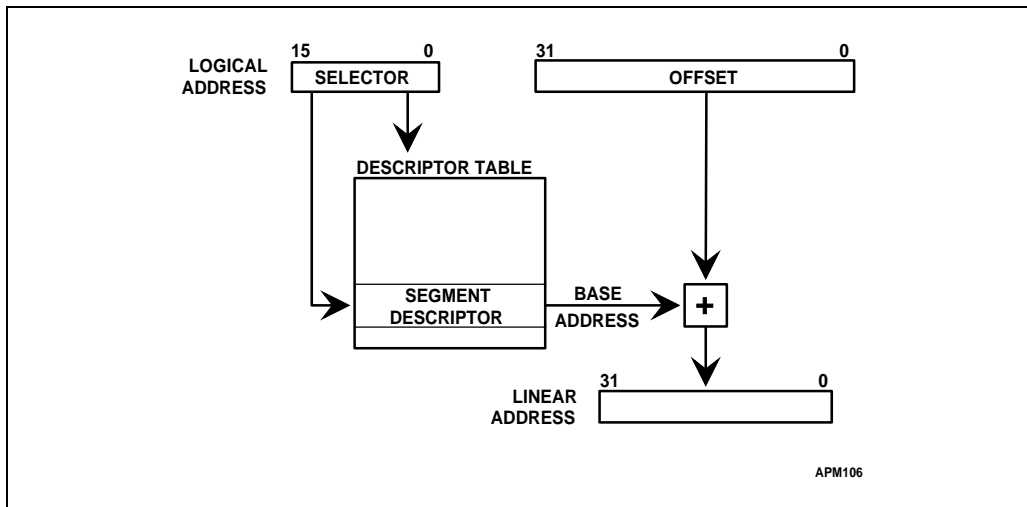 15 0
31 0
LOGICAL
ADDRESS
SELECTOR
OFFSET
DESCRIPTOR TABLE
SEGMENT
DESCRIPTOR
BASE
ADDRESS
+
31 0
LINEAR
ADDRESS
APM106